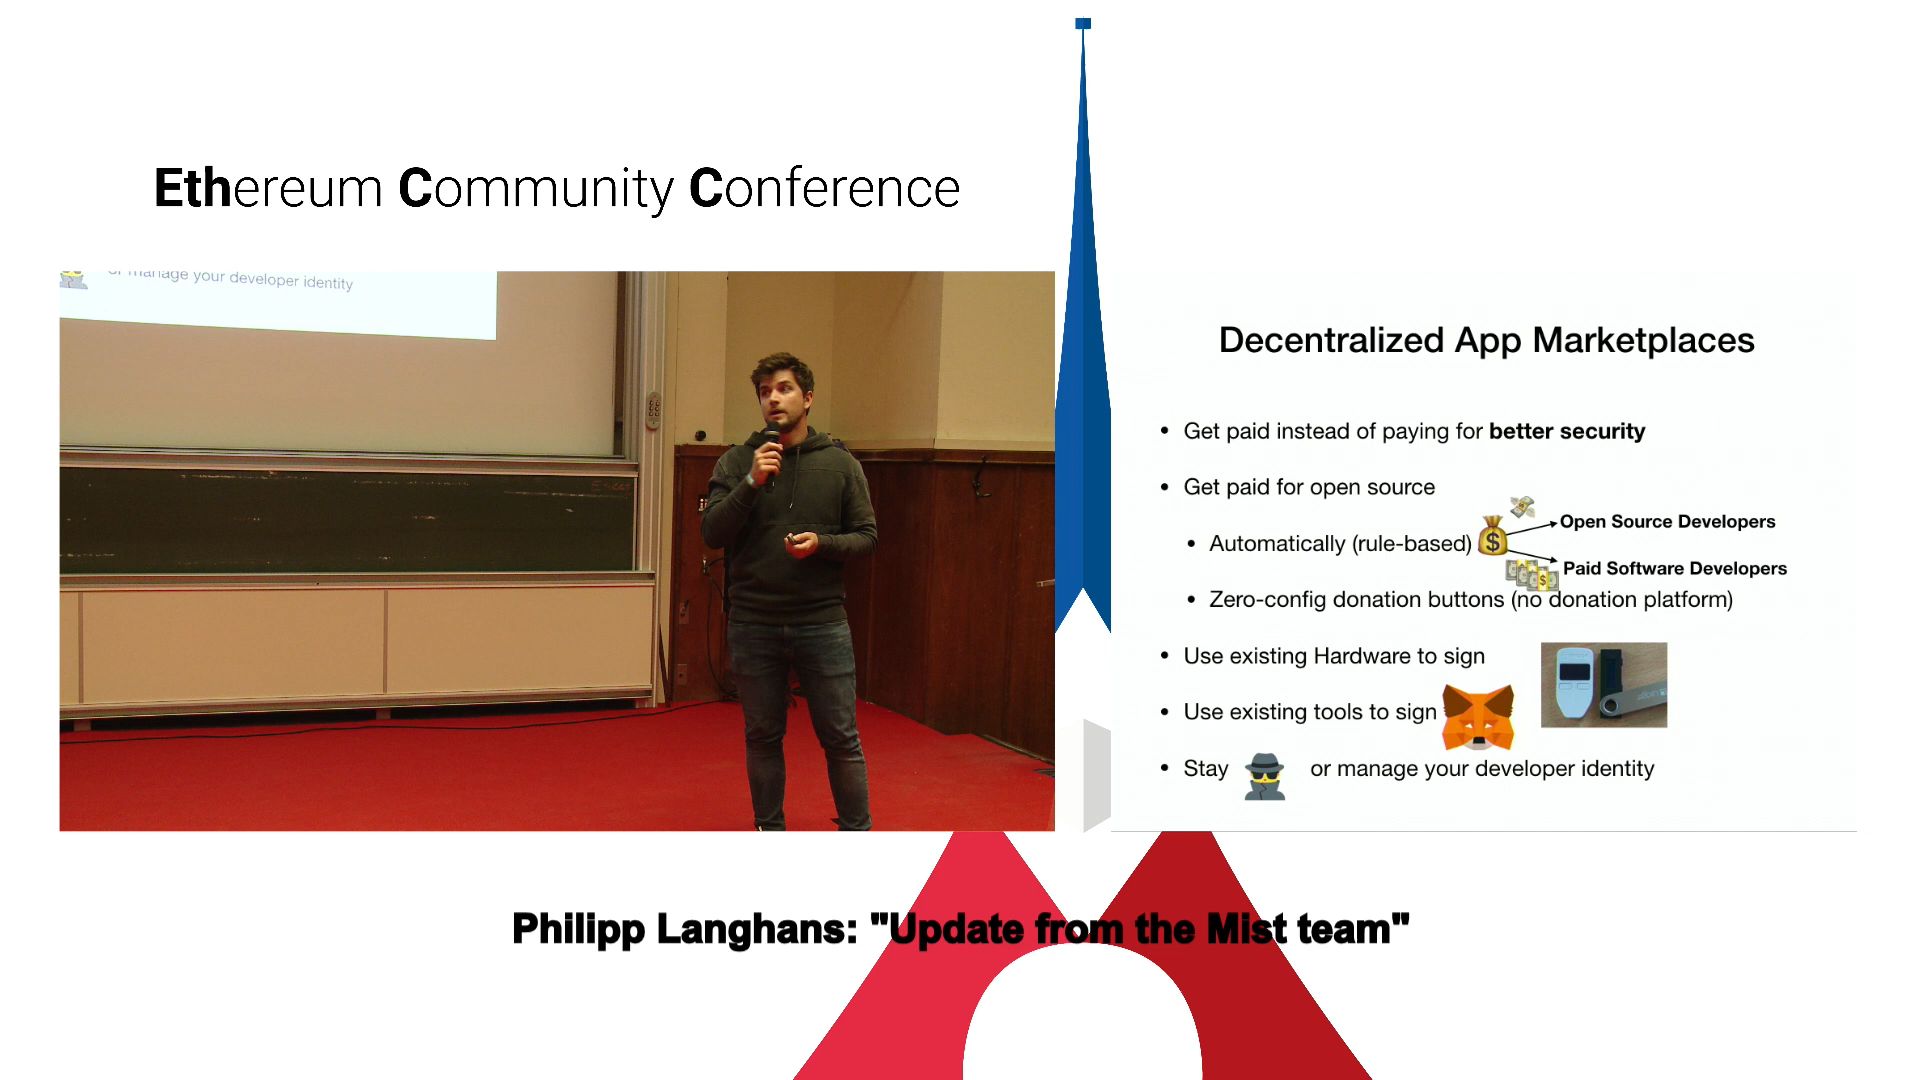 Ethereum Community Conference
manage your developer identity
Decentralized App Marketplaces
• Get paid instead of paying for better security
• Get paid for open source
Open Source Developers
• Automatically (rule-based)
Paid Software Developers
• Zero-config donation buttons (no donation platform)
• Use existing Hardware to sign
• Use existing tools to sign
• Stay or manage your developer identity
Philipp Langhans: "Update from the Mist team"